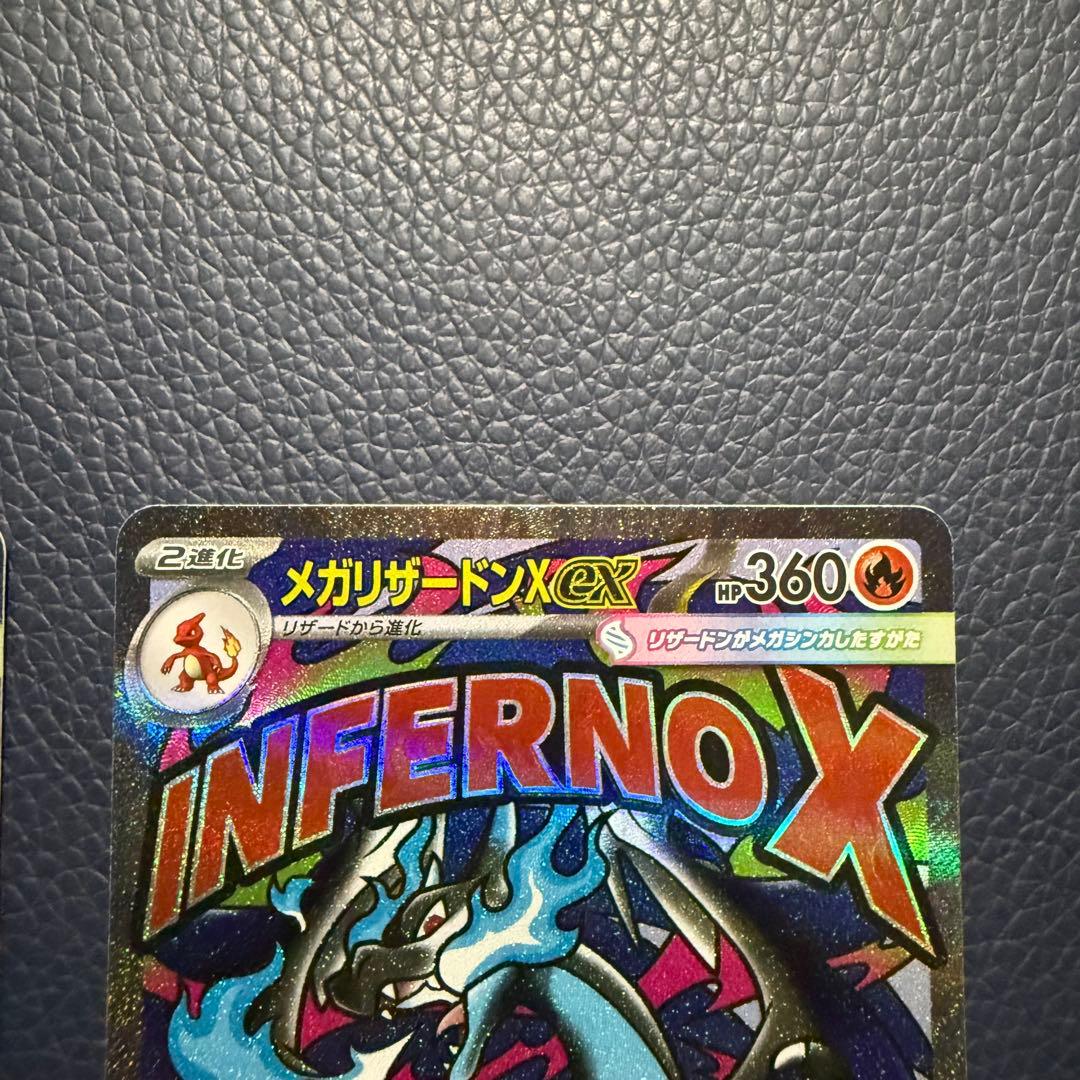 2進化
メガリザードンXex
HP360
リザードから進化
リザードンがメガシンカしたすがた
INFERNO X